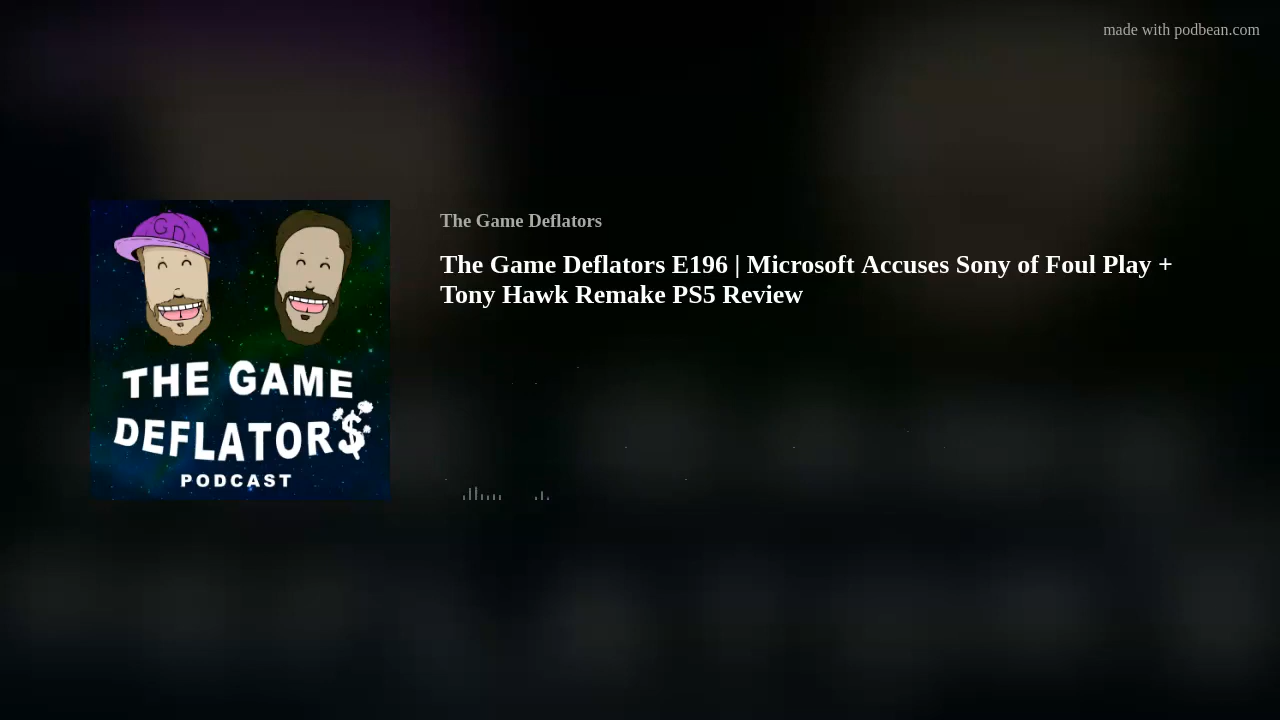 made with podbean.com
The Game Deflators
The Game Deflators E196 | Microsoft Accuses Sony of Foul Play +
Tony Hawk Remake PS5 Review
GD
THE GAME
DEFLATOR$
PODCAST